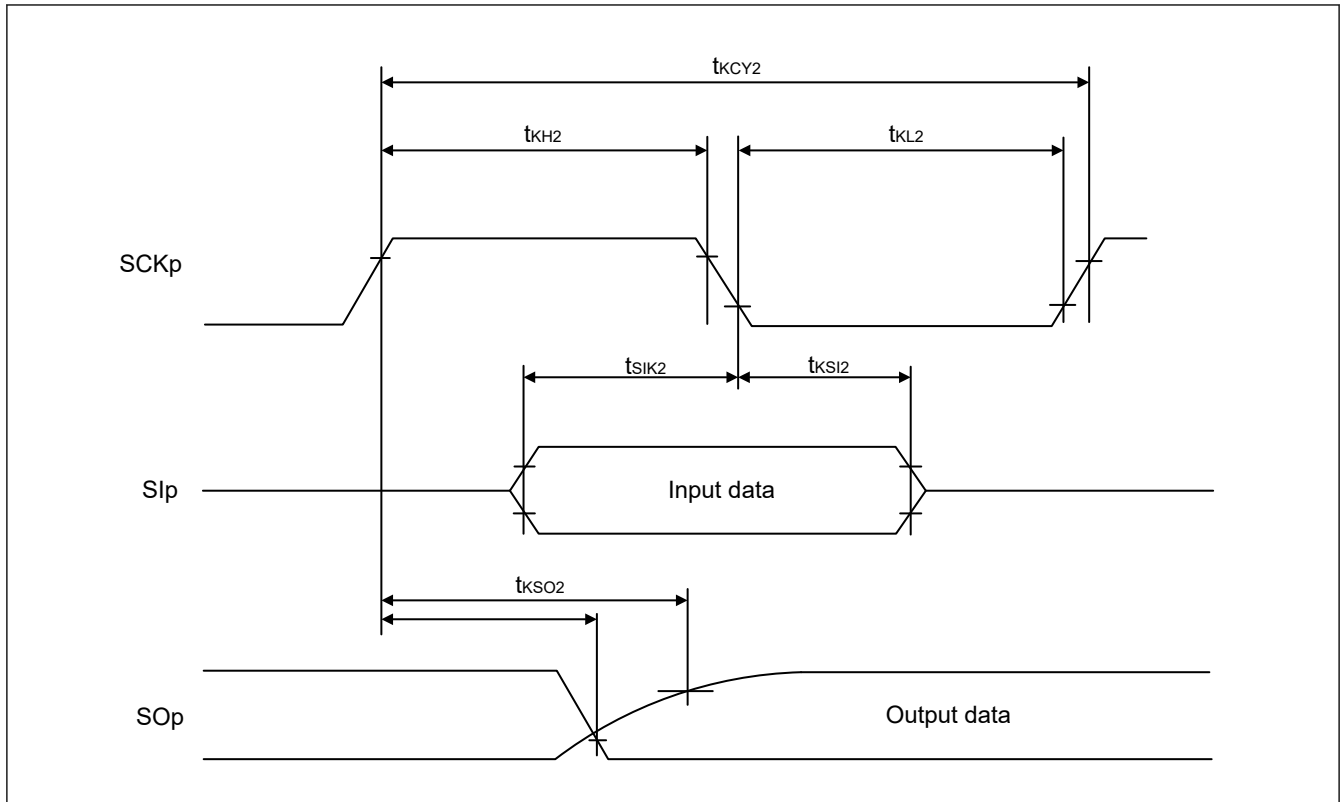 tKCY2
tKH2
tKL2
SCKp
tSIK2
tKSI2
SIp
Input data
tKSO2
SOp
Output data